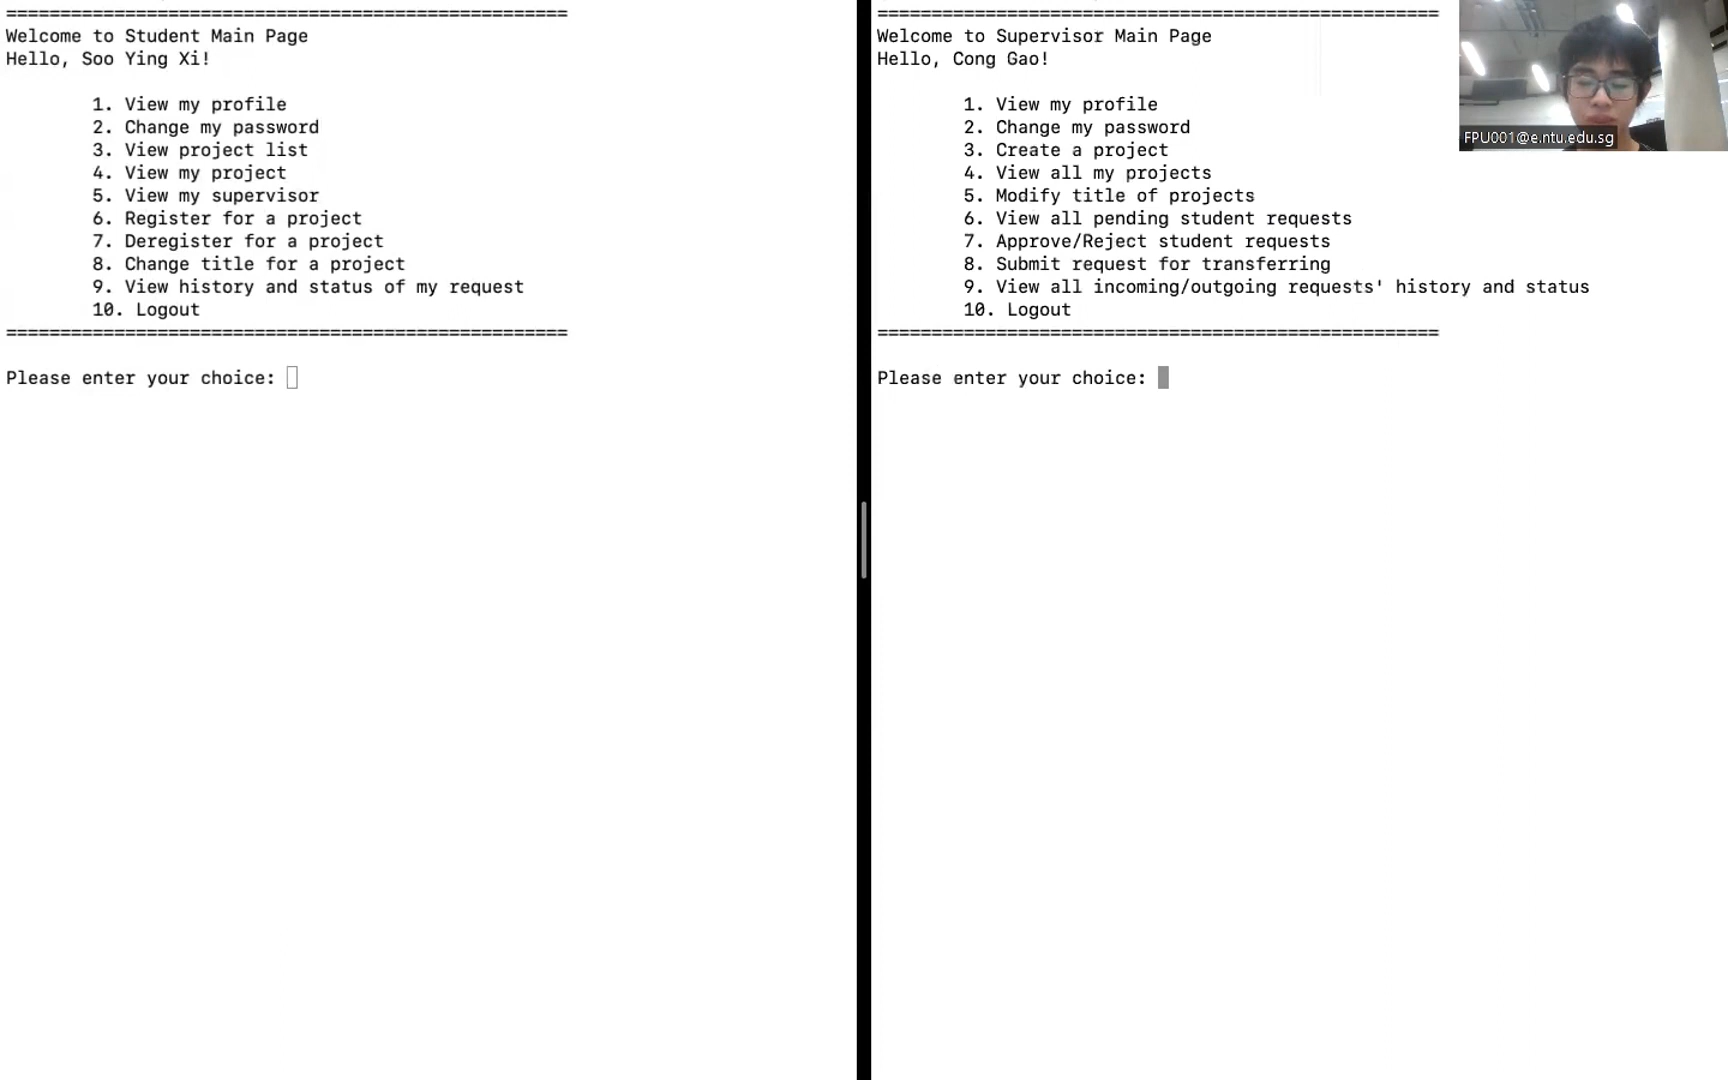 ====================================================
Welcome to Student Main Page
Hello, Soo Ying Xi!
1. View my profile
2. Change my password
3. View project list
4. View my project
5. View my supervisor
6. Register for a project
7. Deregister for a project
8. Change title for a project
9. View history and status of my request
10. Logout
====================================================
Please enter your choice:
====================================================
Welcome to Supervisor Main Page
Hello, Cong Gao!
1. View my profile
2. Change my password
3. Create a project
4. View all my projects
5. Modify title of projects
6. View all pending student requests
7. Approve/Reject student requests
8. Submit request for transferring
9. View all incoming/outgoing requests' history and status
10. Logout
====================================================
Please enter your choice:
FPU001@e.ntu.edu.sg